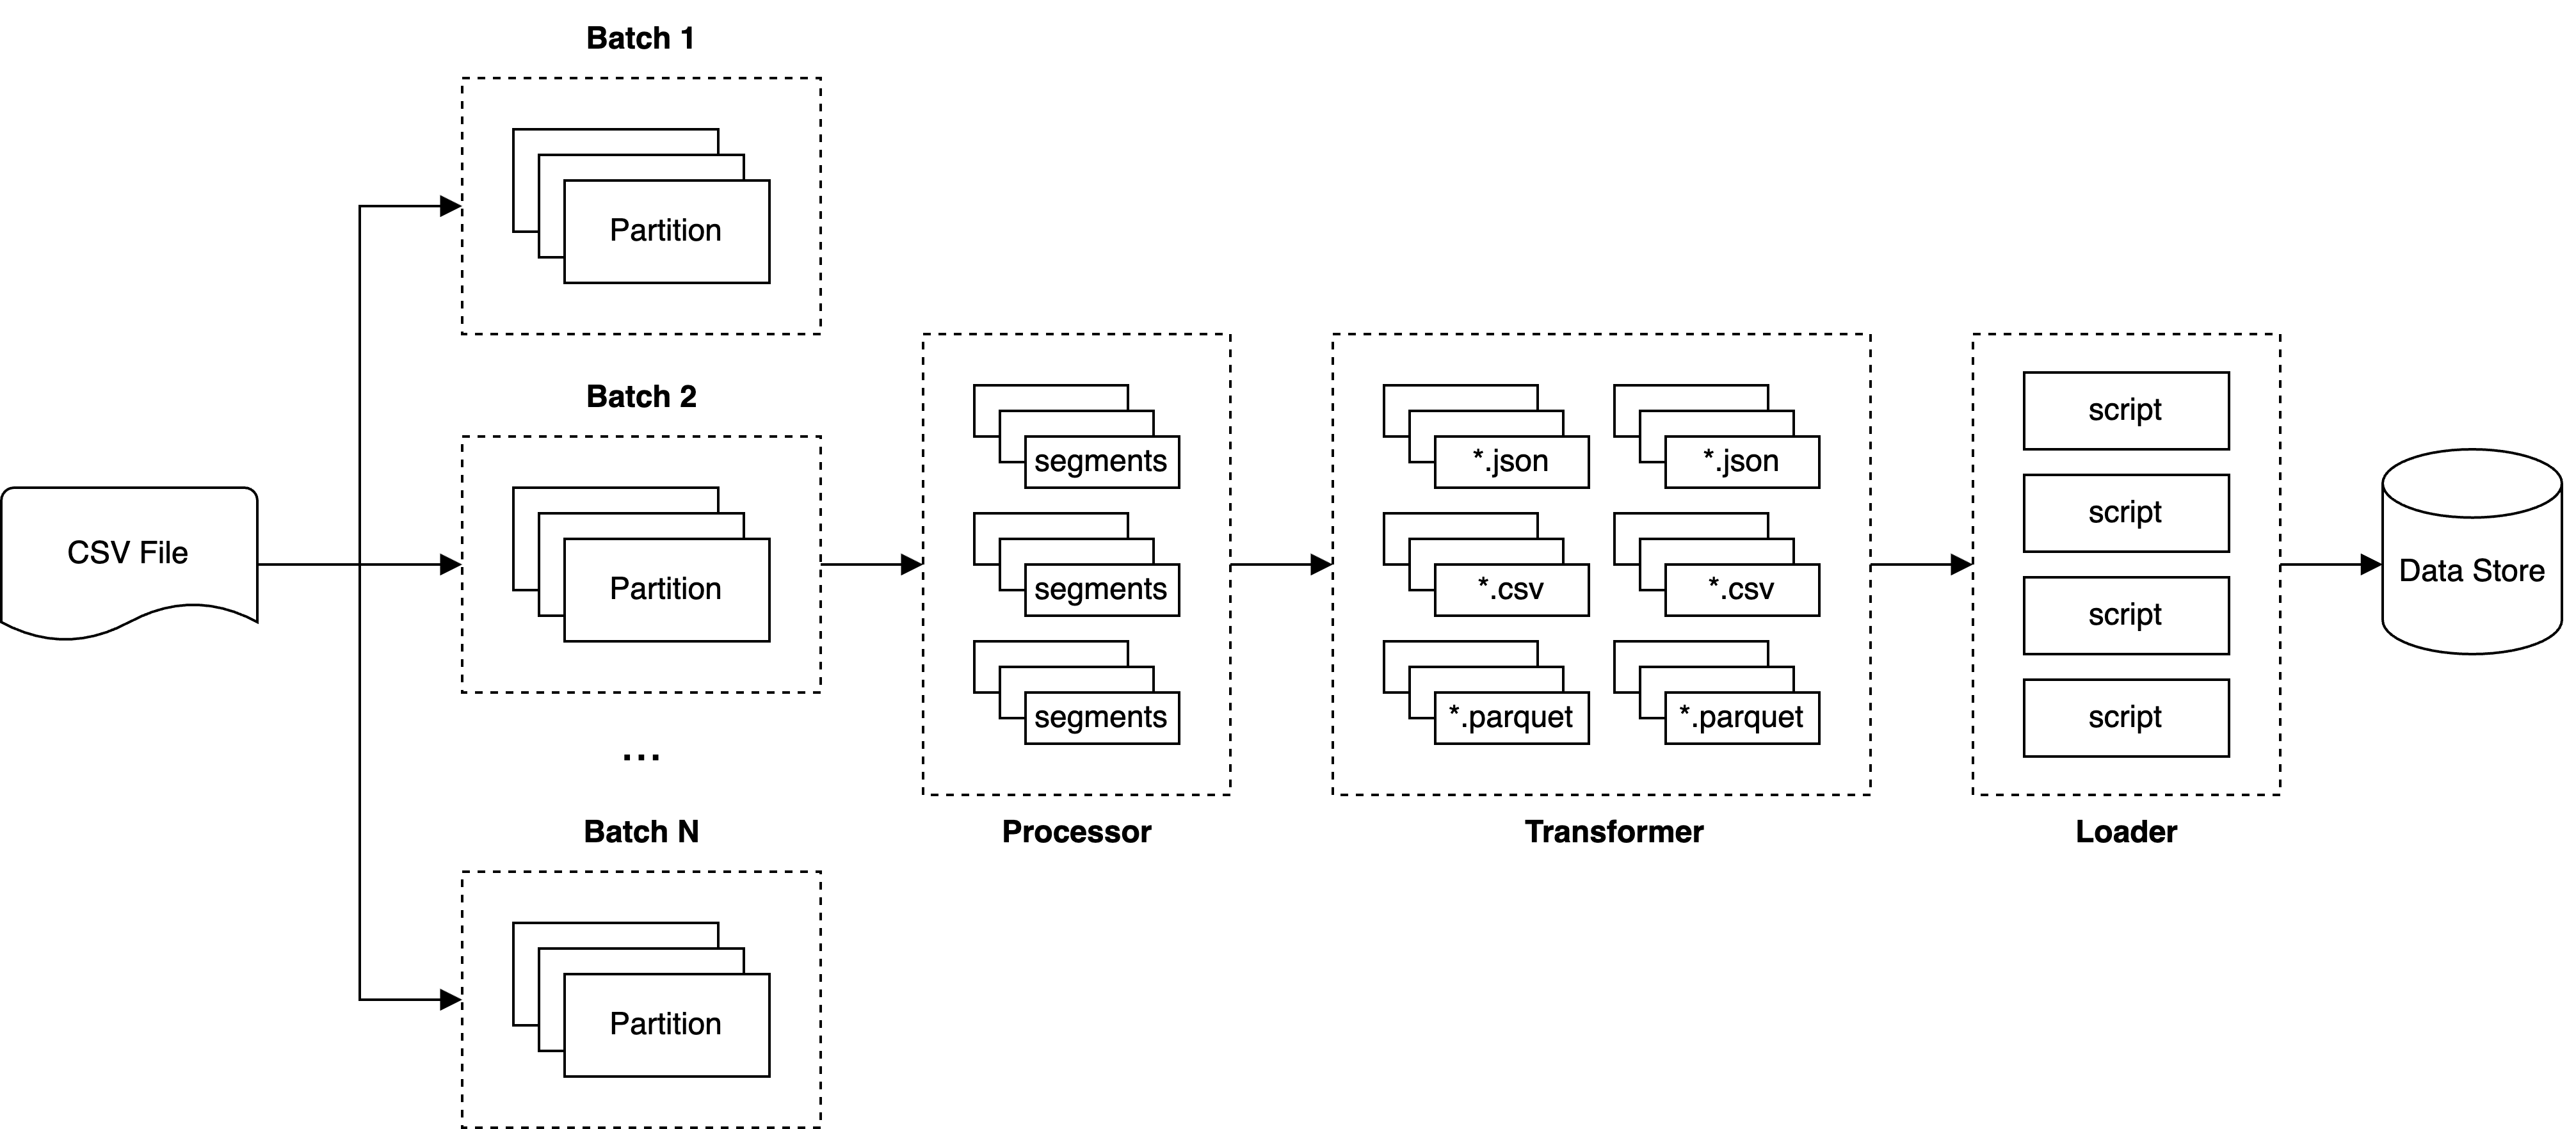 Batch 1
Partition
Batch 2
Partition
CSV File
...
Batch N
Partition
segments
segments
segments
Processor
*.json
*.json
*.csv
*.csv
*.parquet
*.parquet
Transformer
script
script
script
script
Loader
Data Store